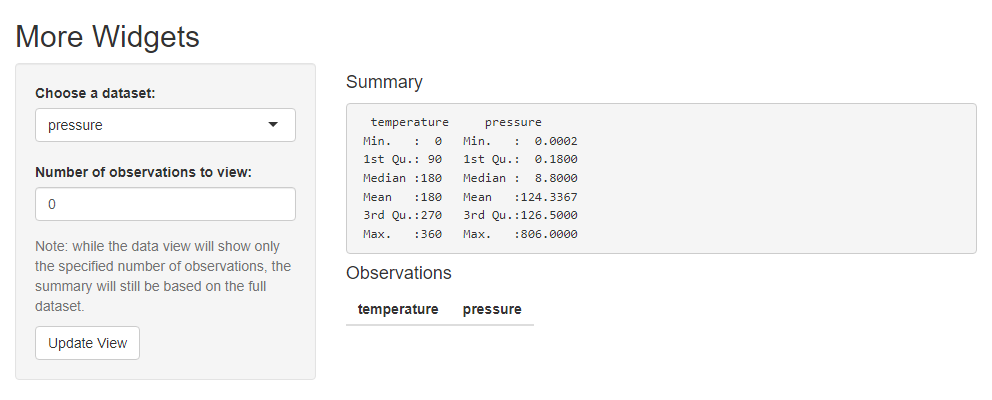 More Widgets
Choose a dataset:
pressure
Number of observations to view:
0
Note: while the data view will show only
the specified number of observations, the
summary will still be based on the full
dataset.
Update View
Summary
temperature pressure
Min. : 0 Min. : 0.0002
1st Qu.: 90 1st Qu.: 0.1800
Median :180 Median : 8.8000
Mean :180 Mean :124.3367
3rd Qu.:270 3rd Qu.:126.5000
Max. :360 Max. :806.0000
Observations
temperature pressure